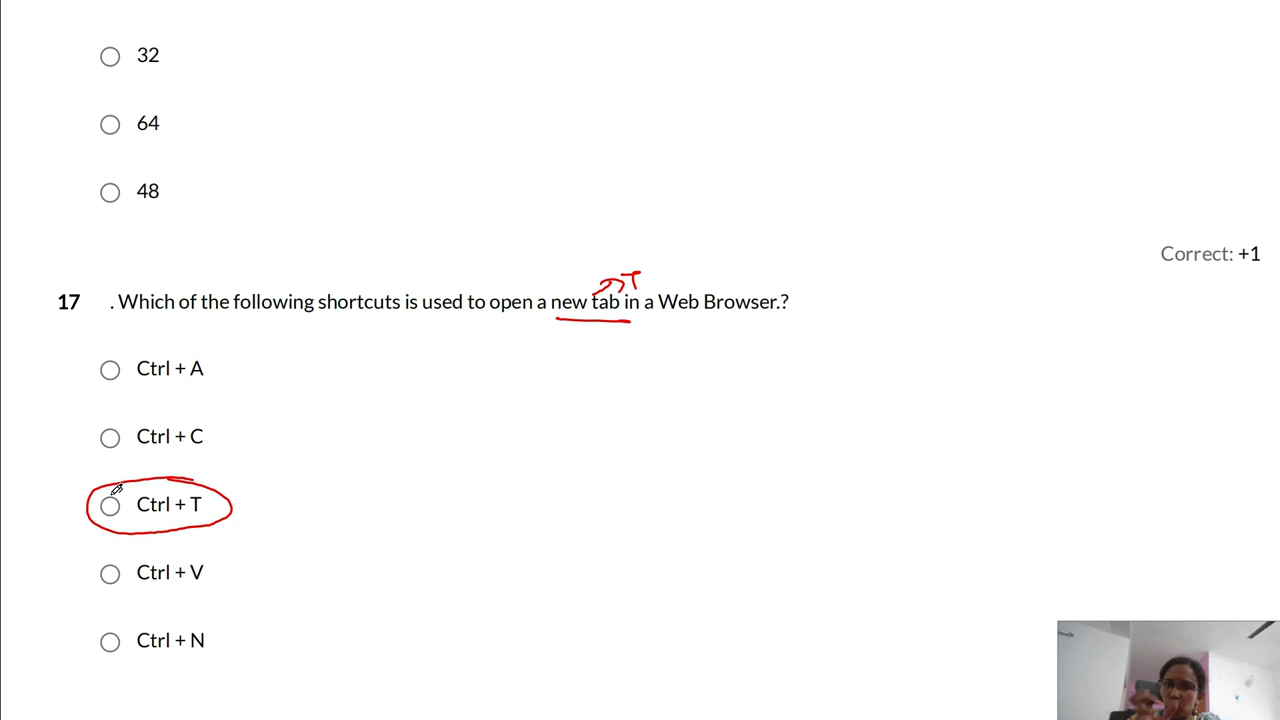 32
64
48
Correct: +1
T
17 . Which of the following shortcuts is used to open a new tab in a Web Browser.?
Ctrl + A
Ctrl + C
Ctrl + T
Ctrl + V
Ctrl + N